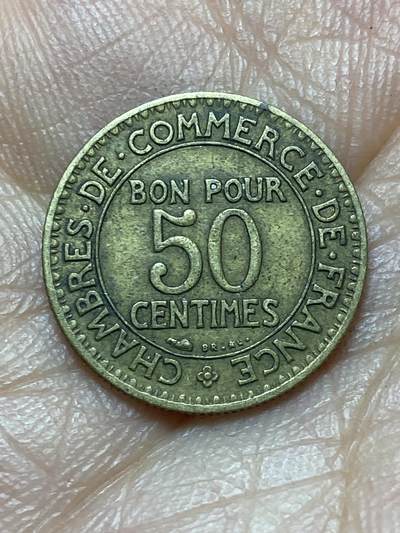 CHAMBRES · DE · COMMERCE · DE · FRANCE
BON POUR
50
CENTIMES